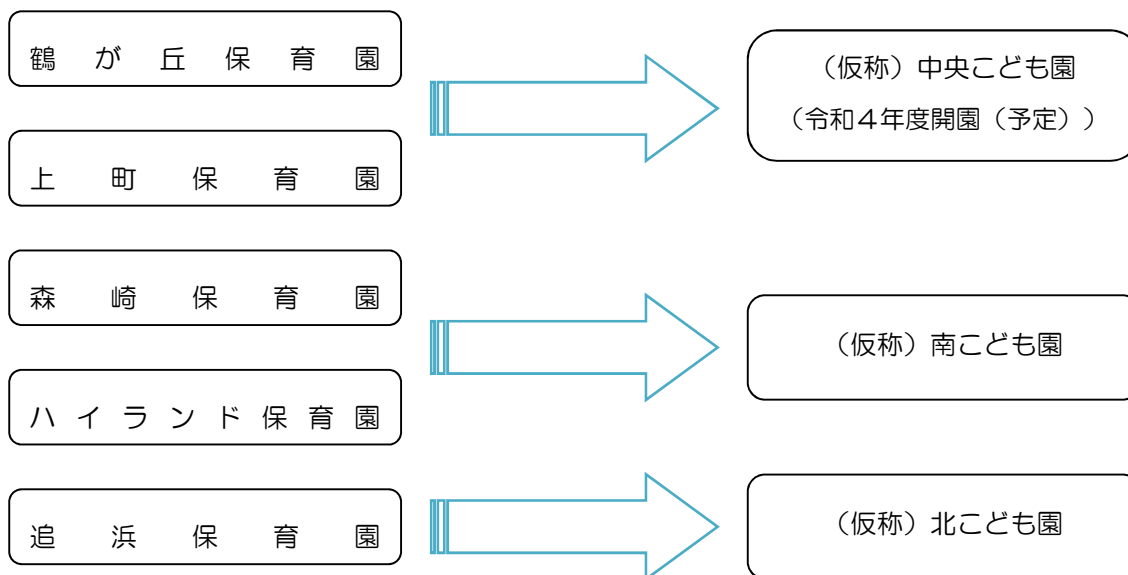 鶴が丘保育園
（仮称）中央こども園
（令和４年度開園（予定））
上町保育園
森崎保育園
（仮称）南こども園
ハイランド保育園
追浜保育園
（仮称）北こども園